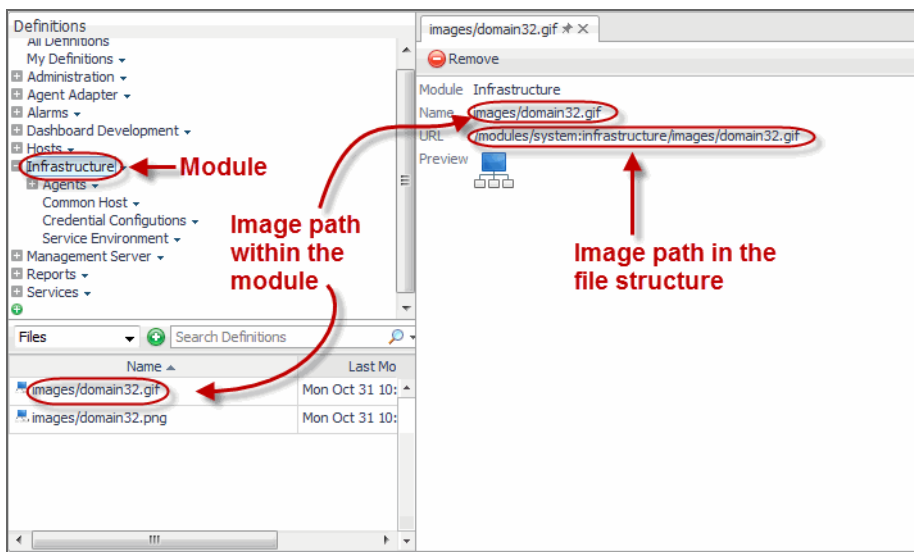 Definitions
All Definitions
My Definitions
Administration
Agent Adapter
Alarms
Dashboard Development
Hosts
Infrastructure
Agents
Common Host
Credential Configutions
Service Environment
Management Server
Reports
Services
Module
Image path
within the
module
Files
Search Definitions
Name
Last Mo
images/domain32.gif
Mon Oct 31 10:
images/domain32.png
Mon Oct 31 10:
images/domain32.gif
Remove
Module Infrastructure
Name images/domain32.gif
URL /modules/system:infrastructure/images/domain32.gif
Preview
Image path in the
file structure